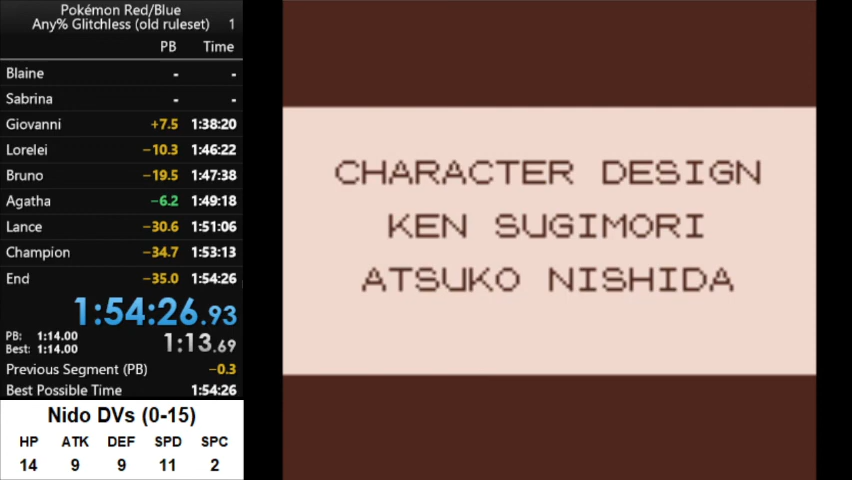 Pokémon Red/Blue
Any% Glitchless (old ruleset) 1
PB Time
Blaine - -
Sabrina - -
Giovanni +7.5 1:38:20
Lorelei −10.3 1:46:22
Bruno −19.5 1:47:38
Agatha −6.2 1:49:18
Lance −30.6 1:51:06
Champion −34.7 1:53:13
End −35.0 1:54:26
1:54:26.93
PB: 1:14.00
Best: 1:14.00
1:13.69
Previous Segment (PB) −0.3
Best Possible Time 1:54:26
Nido DVs (0-15)
HP ATK DEF SPD SPC
14 9 9 11 2
CHARACTER DESIGN
KEN SUGIMORI
ATSUKO NISHIDA